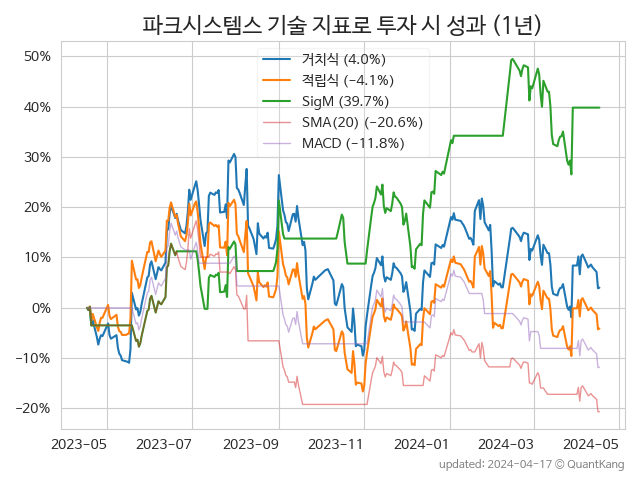 파크시스템스 기술 지표로 투자 시 성과 (1년)
거치식 (4.0%)
적립식 (−4.1%)
SigM (39.7%)
SMA(20) (−20.6%)
MACD (−11.8%)
50%
40%
30%
20%
10%
0%
−10%
−20%
2023-05 2023-07 2023-09 2023-11 2024-01 2024-03 2024-05
updated: 2024-04-17 © QuantKang